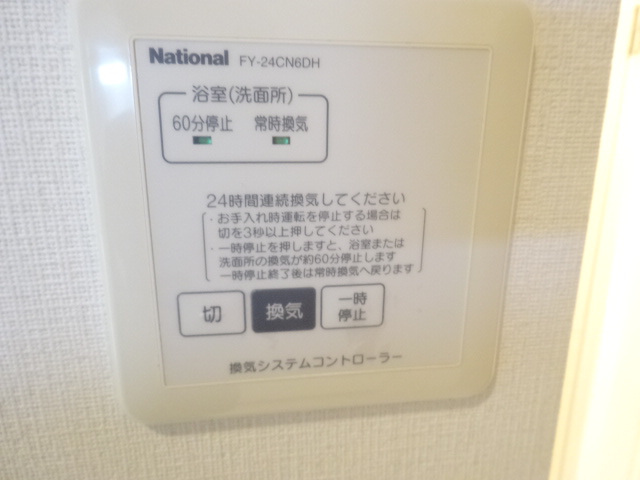 National FY-24CN6DH
浴室(洗面所)
60分停止 常時換気
24時間連続換気してください
・お手入れ時運転を停止する場合は
切を3秒以上押してください
・一時停止を押しますと、浴室または
洗面所の換気が約60分停止します
一時停止終了後は常時換気へ戻ります
切 換気 一時
停止
換気システムコントローラー